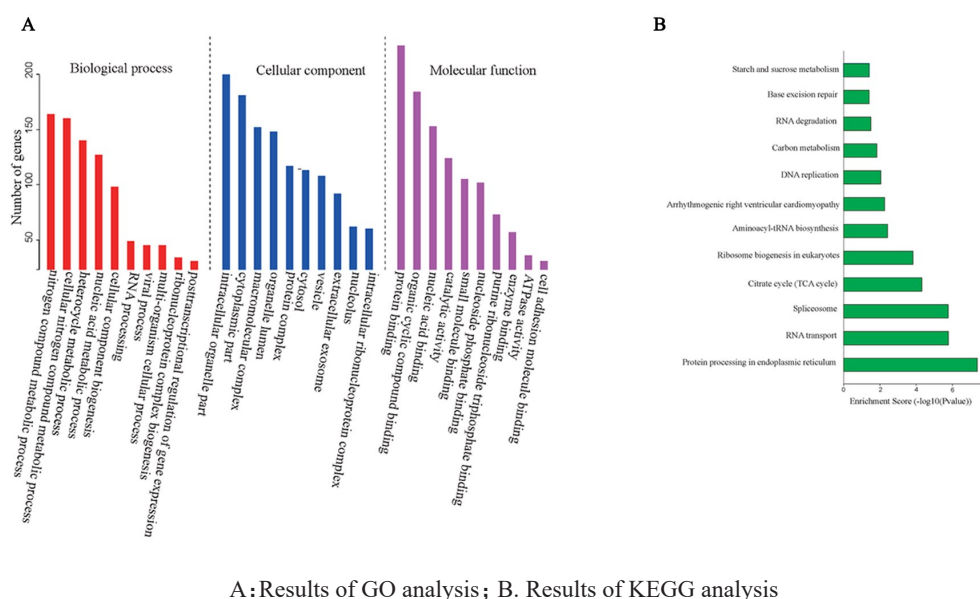 A
B
Biological process
Cellular component
Molecular function
Number of genes
200
150
100
50
nitrogen compound metabolic process
cellular nitrogen compound metabolic process
heterocycle metabolic process
nucleic acid metabolic process
cellular component biogenesis
RNA processing
viral process
multi-organism cellular process
ribonucleoprotein complex biogenesis
posttranscriptional regulation of gene expression
intracellular organelle part
cytoplasmic part
macromolecular complex
organelle lumen
protein complex
cytosol
vesicle
extracellular exosome
nucleolus
intracellular ribonucleoprotein complex
protein binding
organic cyclic compound binding
nucleic acid binding
catalytic activity
small molecule binding
nucleoside phosphate binding
purine ribonucleoside triphosphate binding
enzyme binding
ATPase activity
cell adhesion molecule binding
Starch and sucrose metabolism
Base excision repair
RNA degradation
Carbon metabolism
DNA replication
Arrhythmogenic right ventricular cardiomyopathy
Aminoacyl-tRNA biosynthesis
Ribosome biogenesis in eukaryotes
Citrate cycle (TCA cycle)
Spliceosome
RNA transport
Protein processing in endoplasmic reticulum
0 2 4 6
Enrichment Score (-log10(Pvalue))
A:Results of GO analysis; B. Results of KEGG analysis